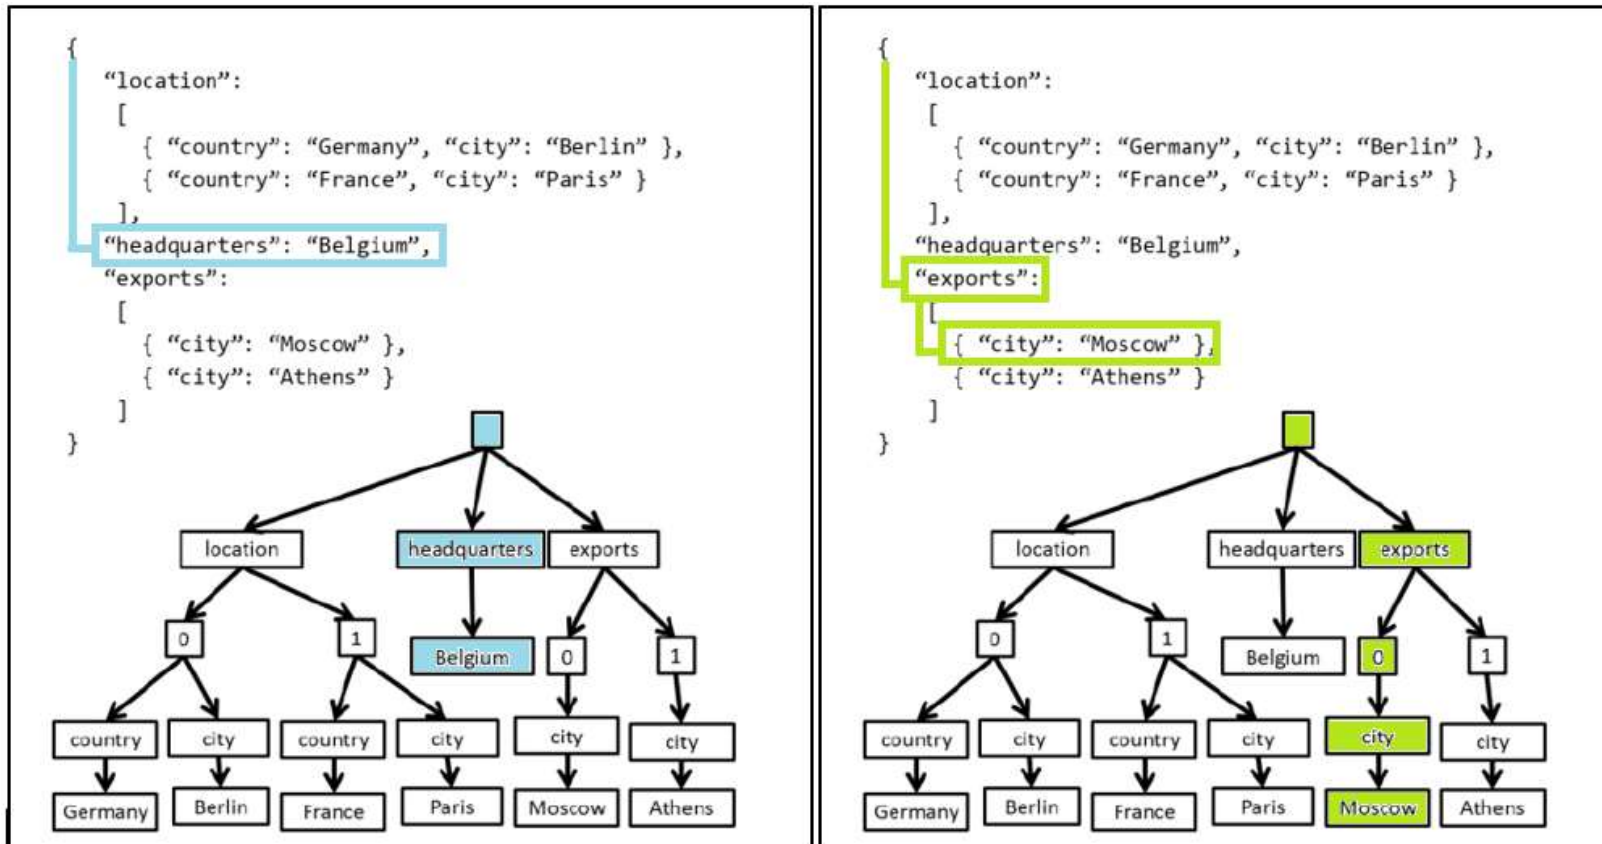 {
“location”:
[
{ “country”: “Germany”, “city”: “Berlin” },
{ “country”: “France”, “city”: “Paris” }
],
“headquarters”: “Belgium”,
“exports”:
[
{ “city”: “Moscow” },
{ “city”: “Athens” }
]
}
location headquarters exports
0 1 Belgium 0 1
country city country city city city
Germany Berlin France Paris Moscow Athens
{
“location”:
[
{ “country”: “Germany”, “city”: “Berlin” },
{ “country”: “France”, “city”: “Paris” }
],
“headquarters”: “Belgium”,
“exports”:
[
{ “city”: “Moscow” },
{ “city”: “Athens” }
]
}
location headquarters exports
0 1 Belgium 0 1
country city country city city city
Germany Berlin France Paris Moscow Athens